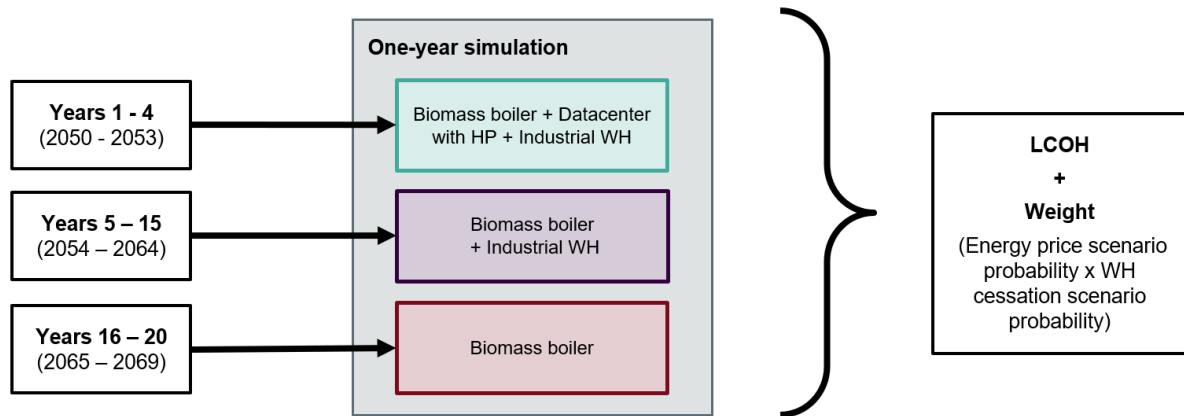 One-year simulation
Years 1 - 4
(2050 - 2053)
Biomass boiler + Datacenter
with HP + Industrial WH
Years 5 – 15
(2054 – 2064)
Biomass boiler
+ Industrial WH
Years 16 – 20
(2065 – 2069)
Biomass boiler
LCOH
+
Weight
(Energy price scenario
probability x WH
cessation scenario
probability)